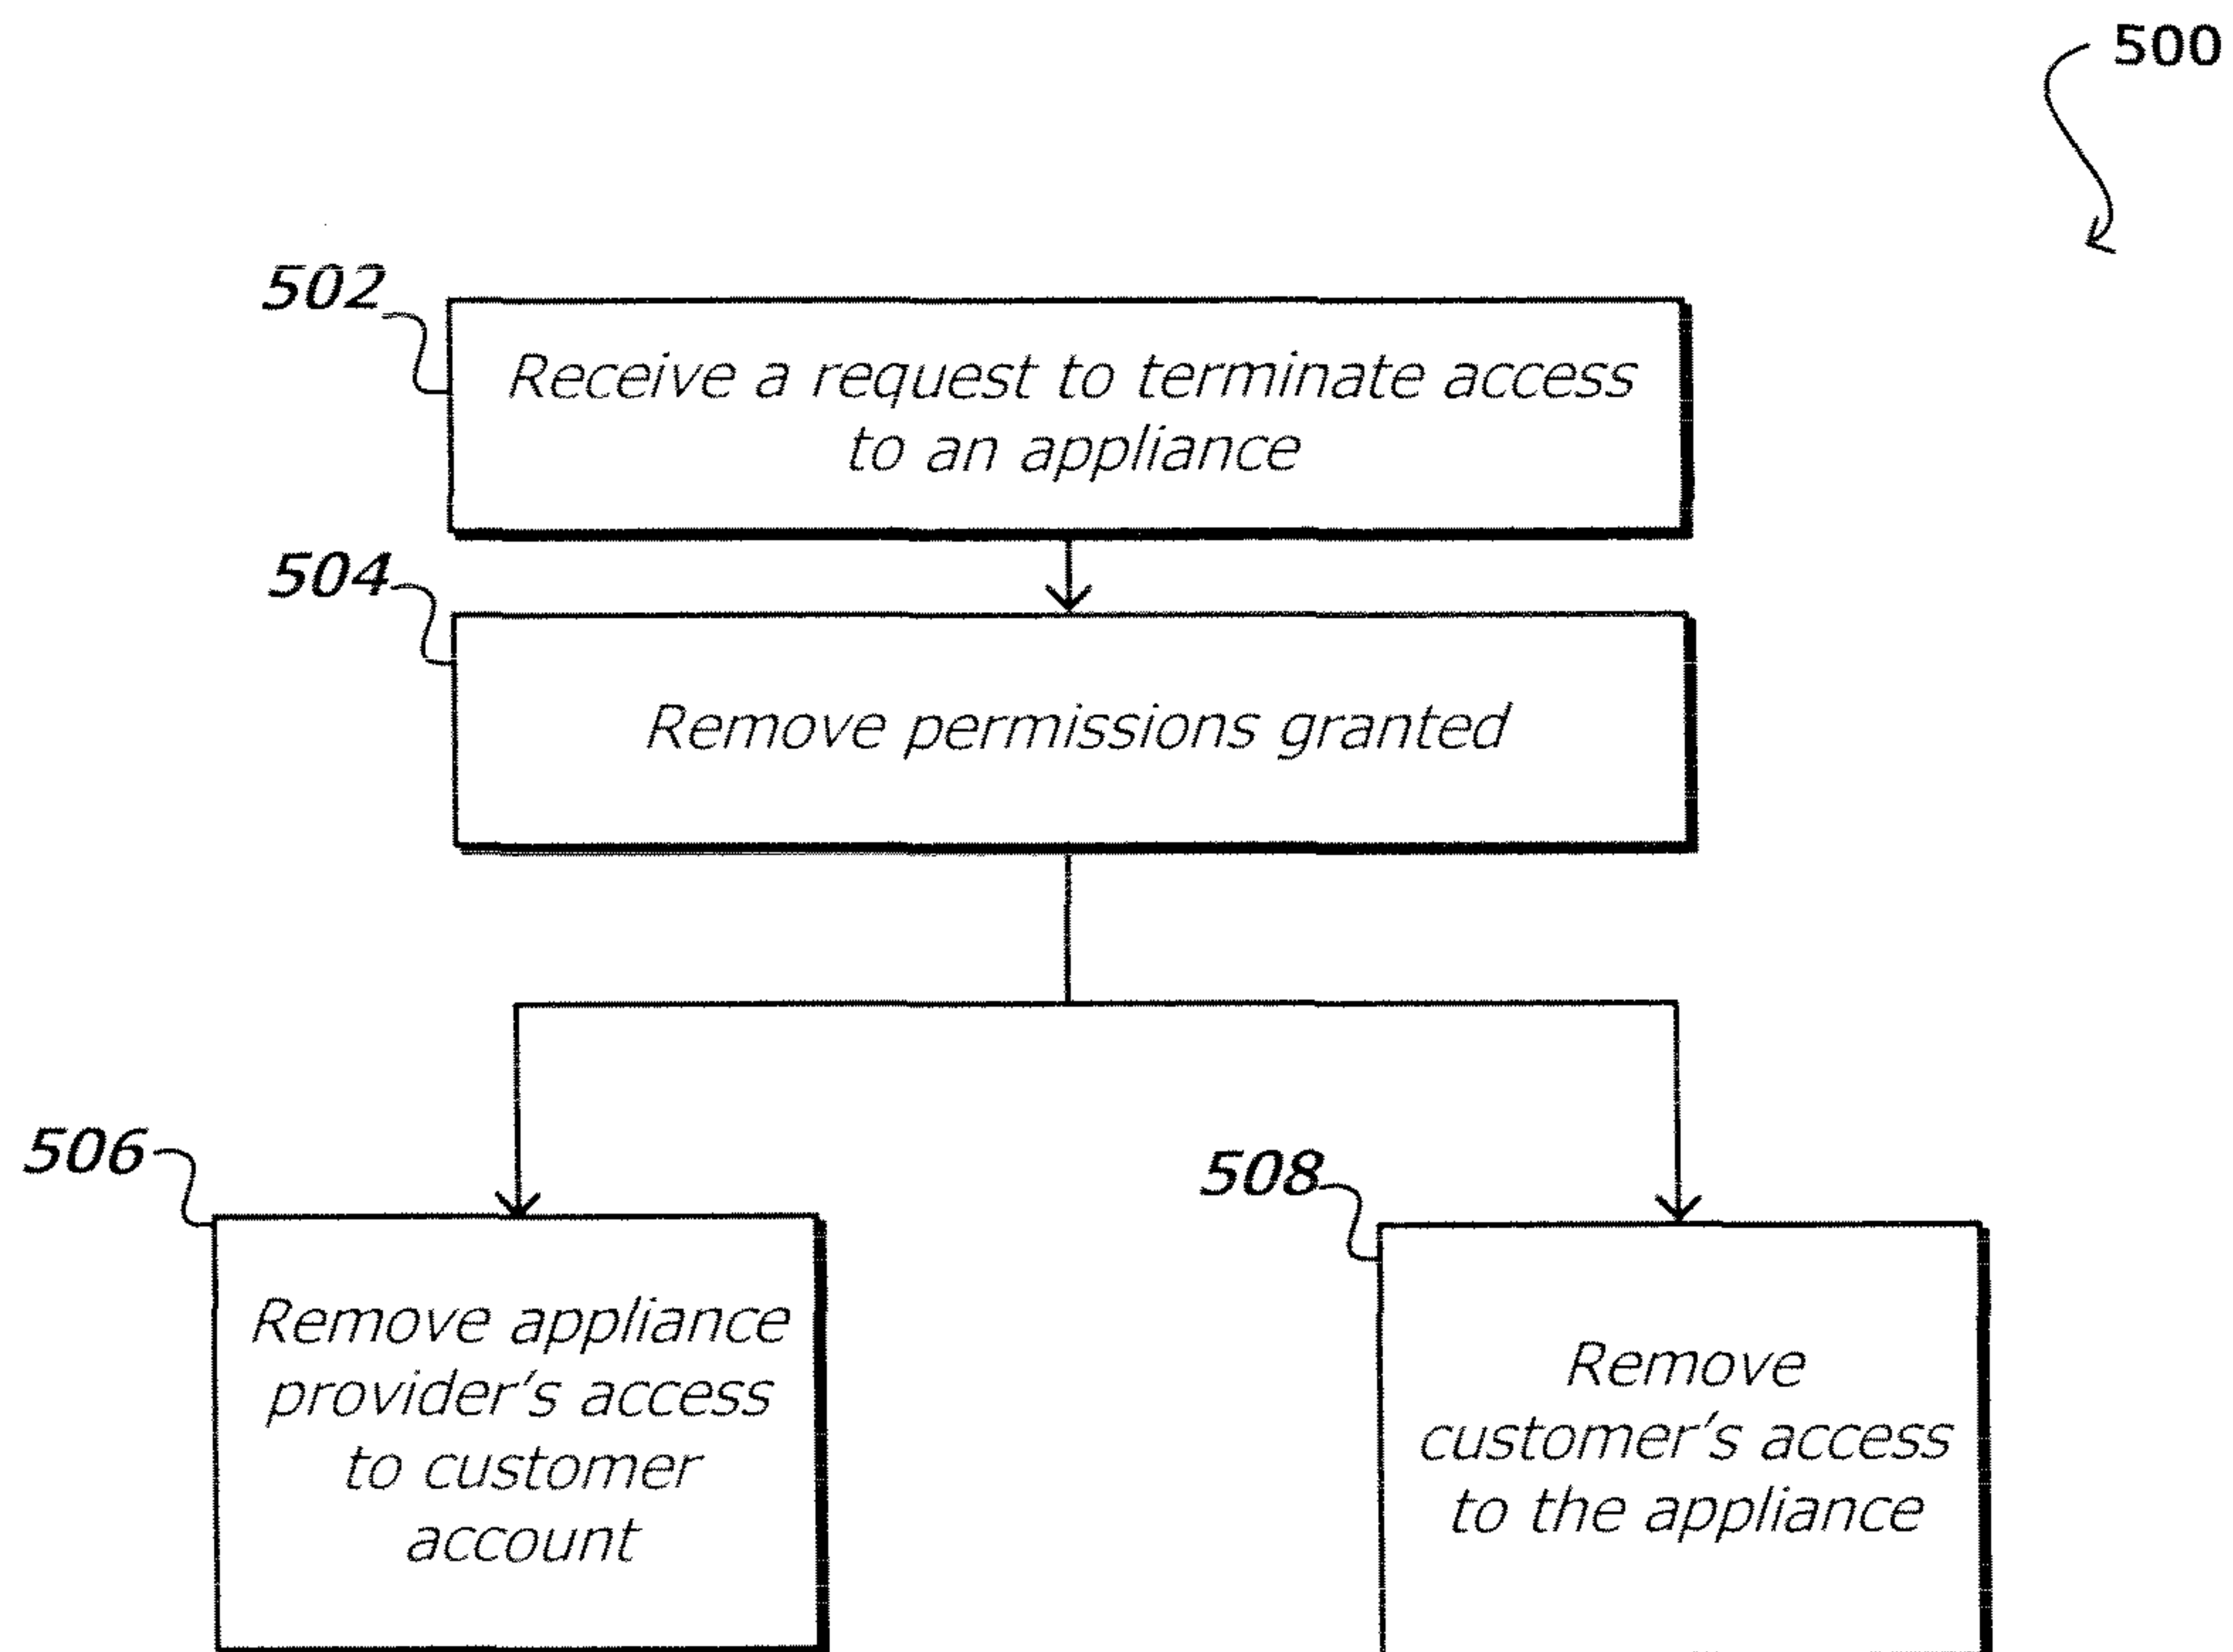 500
502
Receive a request to terminate access
to an appliance
504
Remove permissions granted
506
Remove appliance
provider's access
to customer
account
508
Remove
customer's access
to the appliance